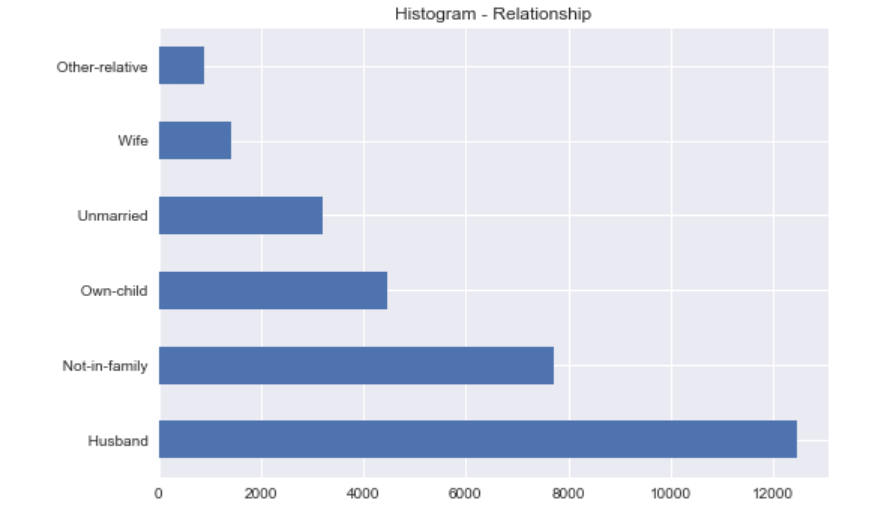 Histogram - Relationship
Other-relative
Wife
Unmarried
Own-child
Not-in-family
Husband
0 2000 4000 6000 8000 10000 12000